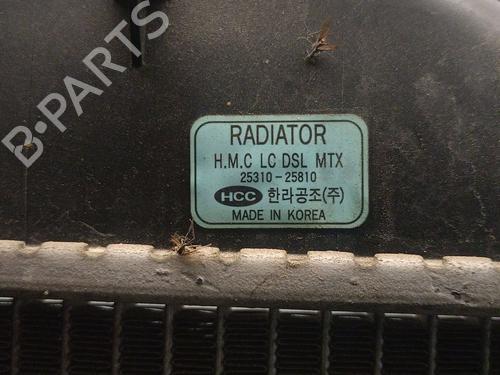 B-PARTS
RADIATOR
H.M.C LC DSL MTX
25310-25810
HCC 한라공조(주)
MADE IN KOREA